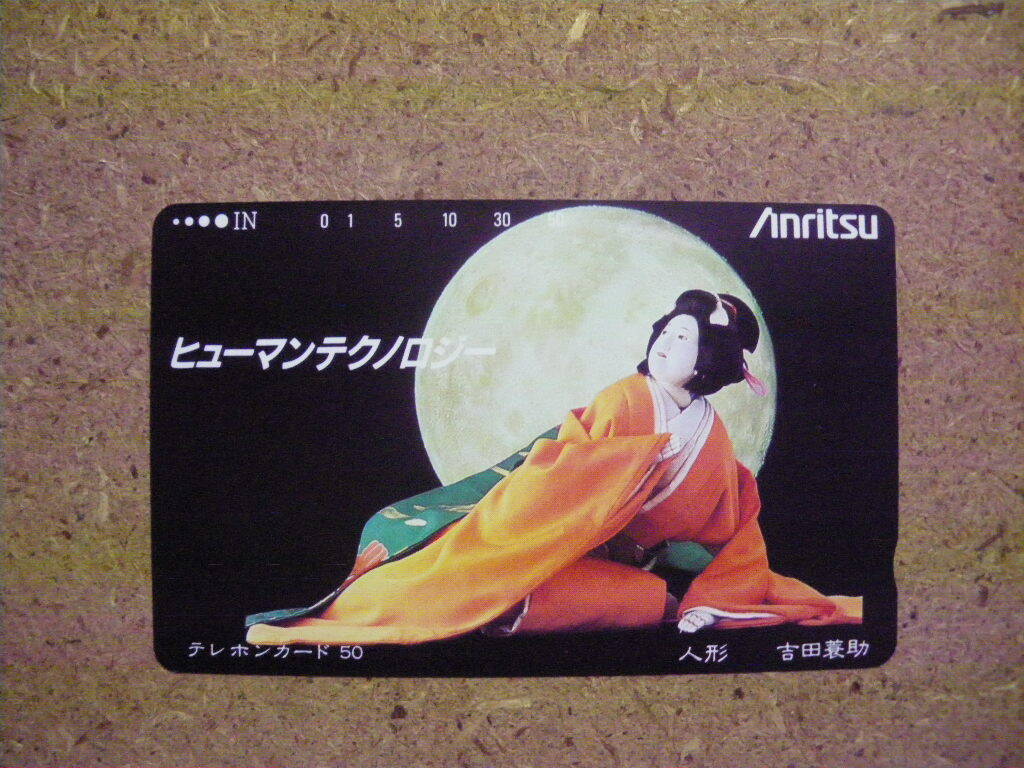 IN 0 1 5 10 30 50
Anritsu
ヒューマンテクノロジー
テレホンカード 50
人形 吉田蓑助